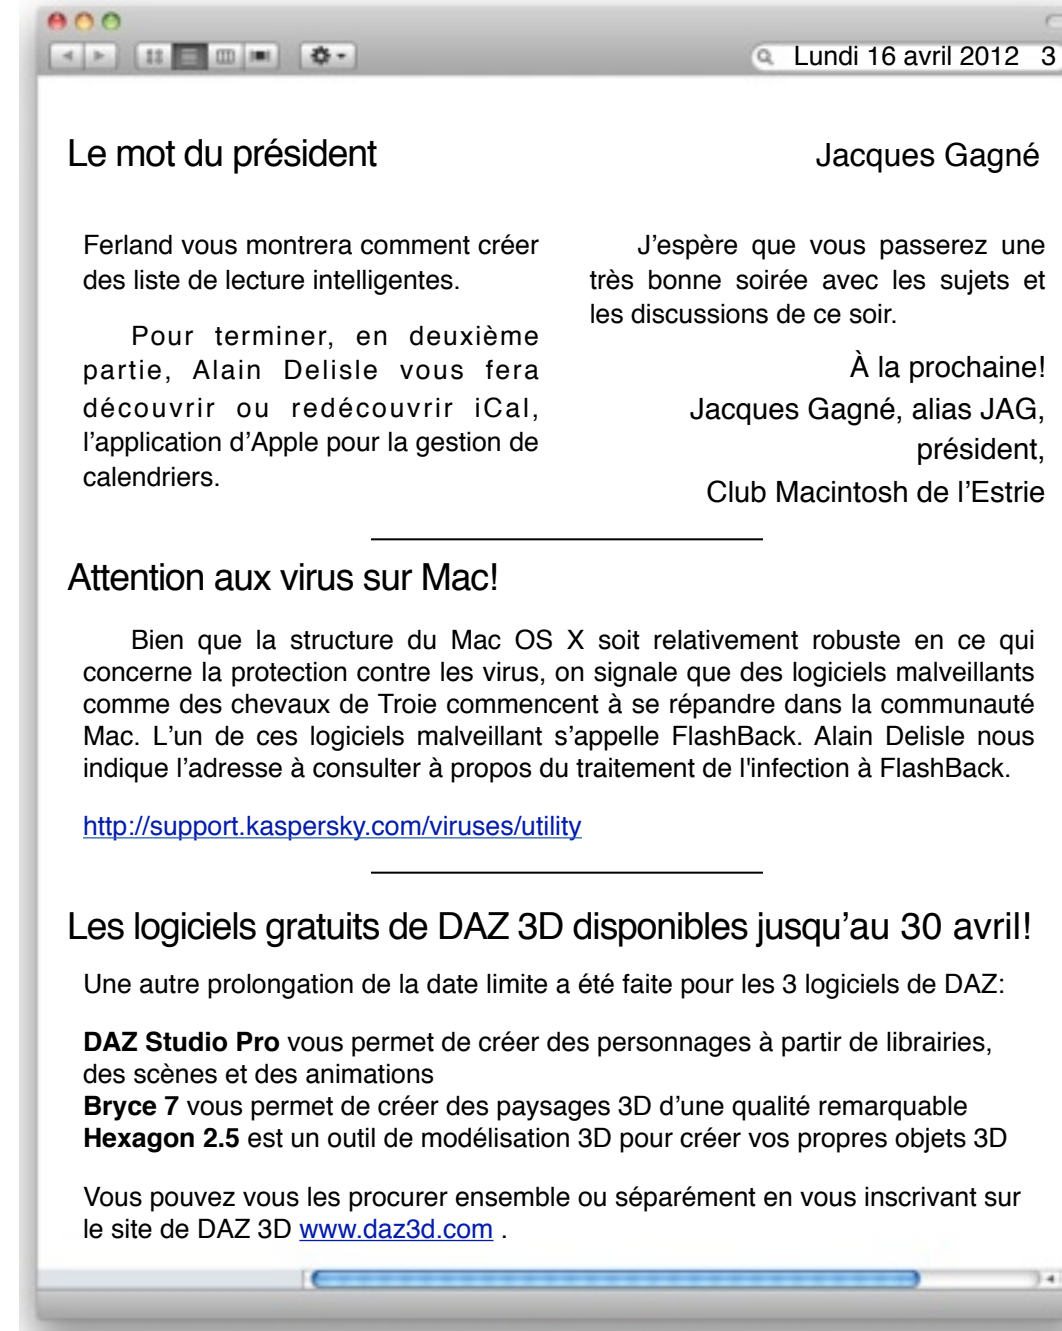 Lundi 16 avril 2012 3
Le mot du président
Jacques Gagné
Ferland vous montrera comment créer
des liste de lecture intelligentes.
Pour terminer, en deuxième
partie, Alain Delisle vous fera
découvrir ou redécouvrir iCal,
l’application d’Apple pour la gestion de
calendriers.
J’espère que vous passerez une
très bonne soirée avec les sujets et
les discussions de ce soir.
À la prochaine!
Jacques Gagné, alias JAG,
président,
Club Macintosh de l’Estrie
Attention aux virus sur Mac!
Bien que la structure du Mac OS X soit relativement robuste en ce qui
concerne la protection contre les virus, on signale que des logiciels malveillants
comme des chevaux de Troie commencent à se répandre dans la communauté
Mac. L’un de ces logiciels malveillant s’appelle FlashBack. Alain Delisle nous
indique l’adresse à consulter à propos du traitement de l'infection à FlashBack.
http://support.kaspersky.com/viruses/utility
Les logiciels gratuits de DAZ 3D disponibles jusqu’au 30 avril!
Une autre prolongation de la date limite a été faite pour les 3 logiciels de DAZ:
DAZ Studio Pro vous permet de créer des personnages à partir de librairies,
des scènes et des animations
Bryce 7 vous permet de créer des paysages 3D d’une qualité remarquable
Hexagon 2.5 est un outil de modélisation 3D pour créer vos propres objets 3D
Vous pouvez vous les procurer ensemble ou séparément en vous inscrivant sur
le site de DAZ 3D www.daz3d.com .